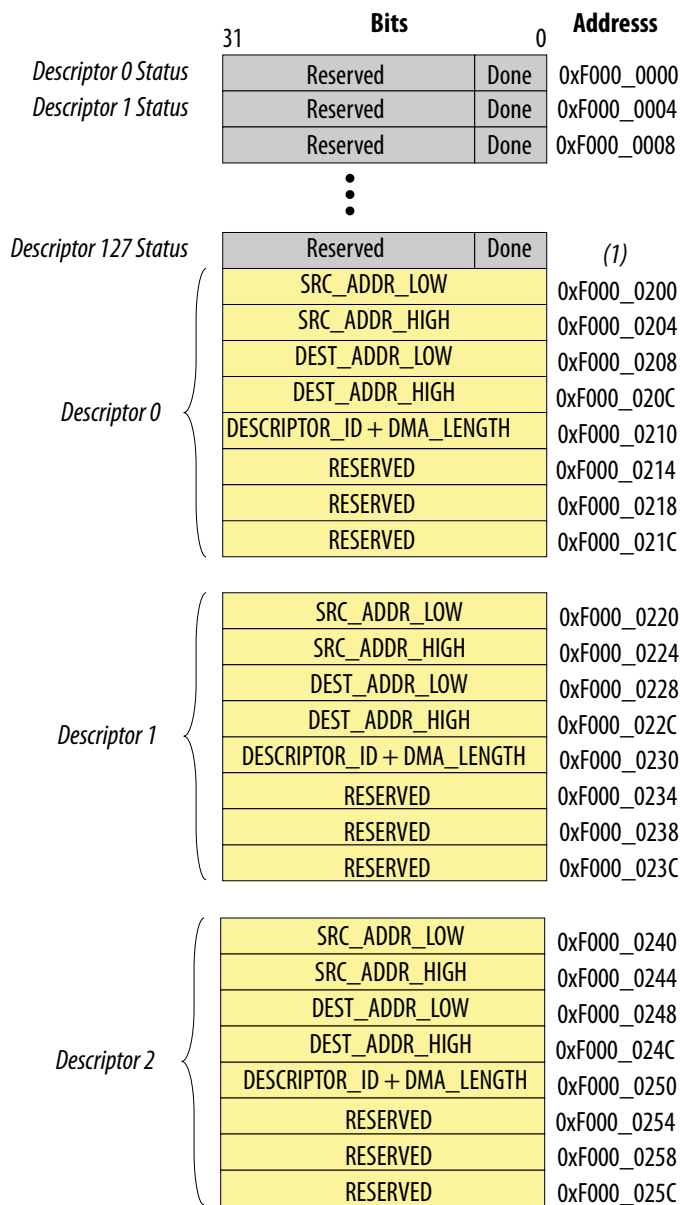 Bits Addresss
31 0
Descriptor 0 Status Reserved Done 0xF000_0000
Descriptor 1 Status Reserved Done 0xF000_0004
Reserved Done 0xF000_0008
Descriptor 127 Status Reserved Done (1)
SRC_ADDR_LOW 0xF000_0200
SRC_ADDR_HIGH 0xF000_0204
DEST_ADDR_LOW 0xF000_0208
Descriptor 0 DEST_ADDR_HIGH 0xF000_020C
DESCRIPTOR_ID + DMA_LENGTH 0xF000_0210
RESERVED 0xF000_0214
RESERVED 0xF000_0218
RESERVED 0xF000_021C
SRC_ADDR_LOW 0xF000_0220
SRC_ADDR_HIGH 0xF000_0224
DEST_ADDR_LOW 0xF000_0228
Descriptor 1 DEST_ADDR_HIGH 0xF000_022C
DESCRIPTOR_ID + DMA_LENGTH 0xF000_0230
RESERVED 0xF000_0234
RESERVED 0xF000_0238
RESERVED 0xF000_023C
SRC_ADDR_LOW 0xF000_0240
SRC_ADDR_HIGH 0xF000_0244
DEST_ADDR_LOW 0xF000_0248
Descriptor 2 DEST_ADDR_HIGH 0xF000_024C
DESCRIPTOR_ID + DMA_LENGTH 0xF000_0250
RESERVED 0xF000_0254
RESERVED 0xF000_0258
RESERVED 0xF000_025C